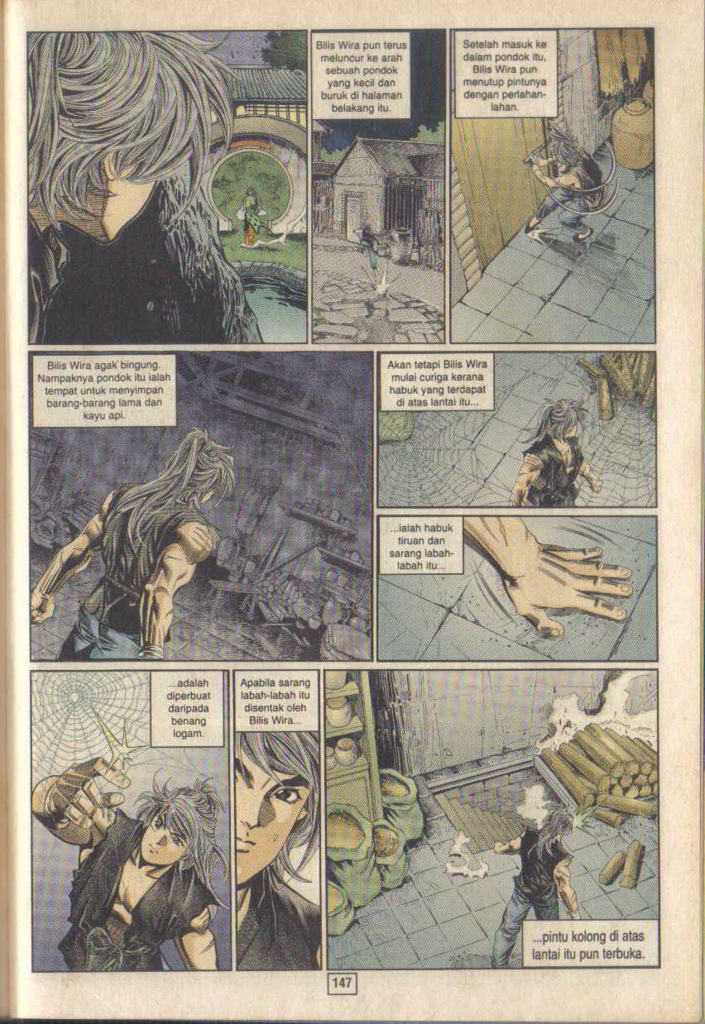 Bilis Wira pun terus
meluncur ke arah
sebuah pondok
yang kecil dan
buruk di halaman
belakang itu.
Setelah masuk ke
dalam pondok itu,
Bilis Wira pun
menutup pintunya
dengan perlahan-
lahan.
Bilis Wira agak bingung.
Nampaknya pondok itu ialah
tempat untuk menyimpan
barang-barang lama dan
kayu api.
Akan tetapi Bilis Wira
mulai curiga kerana
habuk yang terdapat
di atas lantai itu...
...ialah habuk
tiruan dan
sarang labah-
labah itu...
...adalah
diperbuat
daripada
benang
logam.
Apabila sarang
labah-labah itu
disentak oleh
Bilis Wira...
...pintu kolong di atas
lantai itu pun terbuka.
147